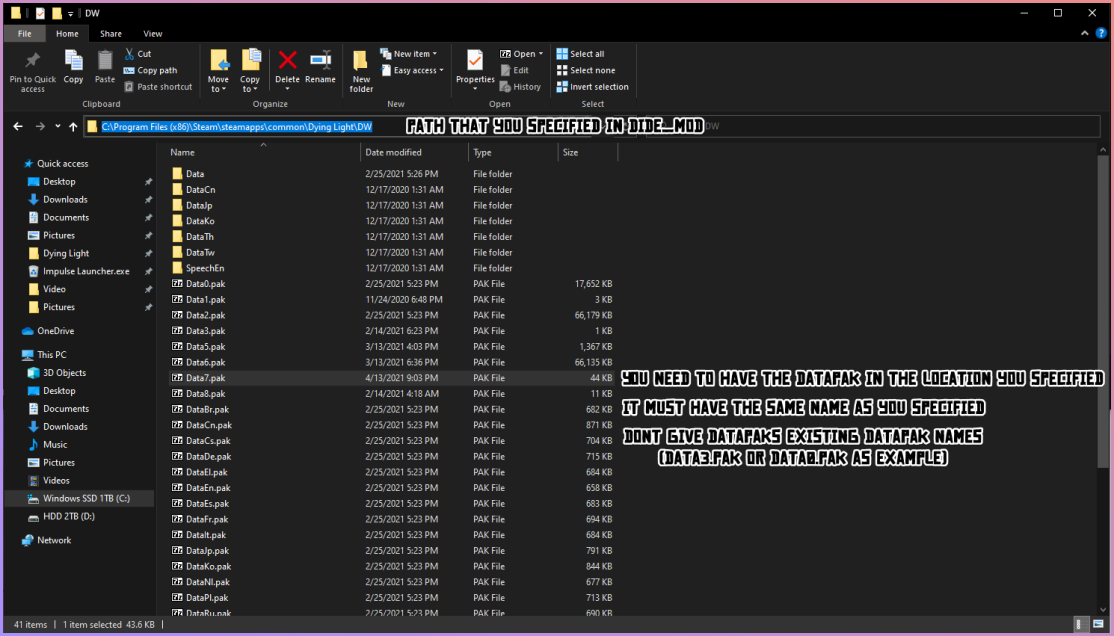 DW
File
Home
Share
View
Pin to Quick access
Copy
Paste
Cut
Copy path
Paste shortcut
Move to
Copy to
Delete
Rename
New folder
New item
Easy access
Properties
Open
Edit
History
Select all
Select none
Invert selection
Clipboard
Organize
New
Open
Select
C:\Program Files (x86)\Steam\steamapps\common\Dying Light\DW
PATH THAT YOU SPECIFIED IN DIDE_MOD
DW
Name Date modified Type Size
Quick access
Desktop
Downloads
Documents
Pictures
Dying Light
Impulse Launcher.exe
Video
Pictures
OneDrive
This PC
3D Objects
Desktop
Documents
Downloads
Music
Pictures
Videos
Windows SSD 1TB (C:)
HDD 2TB (D:)
Network
Data 2/25/2021 5:26 PM File folder
DataCn 12/17/2020 1:31 AM File folder
DataJp 12/17/2020 1:31 AM File folder
DataKo 12/17/2020 1:31 AM File folder
DataTh 12/17/2020 1:31 AM File folder
DataTw 12/17/2020 1:31 AM File folder
SpeechEn 12/17/2020 1:31 AM File folder
Data0.pak 2/25/2021 5:23 PM PAK File 17,652 KB
Data1.pak 11/24/2020 6:48 PM PAK File 3 KB
Data2.pak 2/25/2021 5:23 PM PAK File 66,179 KB
Data3.pak 2/14/2021 6:23 PM PAK File 1 KB
Data5.pak 3/13/2021 4:03 PM PAK File 1,367 KB
Data6.pak 3/13/2021 6:36 PM PAK File 66,135 KB
Data7.pak 4/13/2021 9:03 PM PAK File 44 KB
Data8.pak 2/14/2021 4:18 AM PAK File 11 KB
DataBr.pak 2/25/2021 5:23 PM PAK File 682 KB
DataCn.pak 2/25/2021 5:23 PM PAK File 871 KB
DataCs.pak 2/25/2021 5:23 PM PAK File 704 KB
DataDe.pak 2/25/2021 5:23 PM PAK File 715 KB
DataEl.pak 2/25/2021 5:23 PM PAK File 684 KB
DataEn.pak 2/25/2021 5:23 PM PAK File 658 KB
DataEs.pak 2/25/2021 5:23 PM PAK File 683 KB
DataFr.pak 2/25/2021 5:23 PM PAK File 694 KB
DataIt.pak 2/25/2021 5:23 PM PAK File 684 KB
DataJp.pak 2/25/2021 5:23 PM PAK File 791 KB
DataKo.pak 2/25/2021 5:23 PM PAK File 844 KB
DataNl.pak 2/25/2021 5:23 PM PAK File 677 KB
DataPl.pak 2/25/2021 5:23 PM PAK File 713 KB
DataRu.pak 2/25/2021 5:23 PM PAK File 690 KB
YOU NEED TO HAVE THE DATAPAK IN THE LOCATION YOU SPECIFIED
IT MUST HAVE THE SAME NAME AS YOU SPECIFIED
DONT GIVE DATAPAKS EXISTING DATAPAK NAMES
(DATA3.PAK OR DATA0.PAK AS EXAMPLE)
41 items
1 item selected 43.6 KB